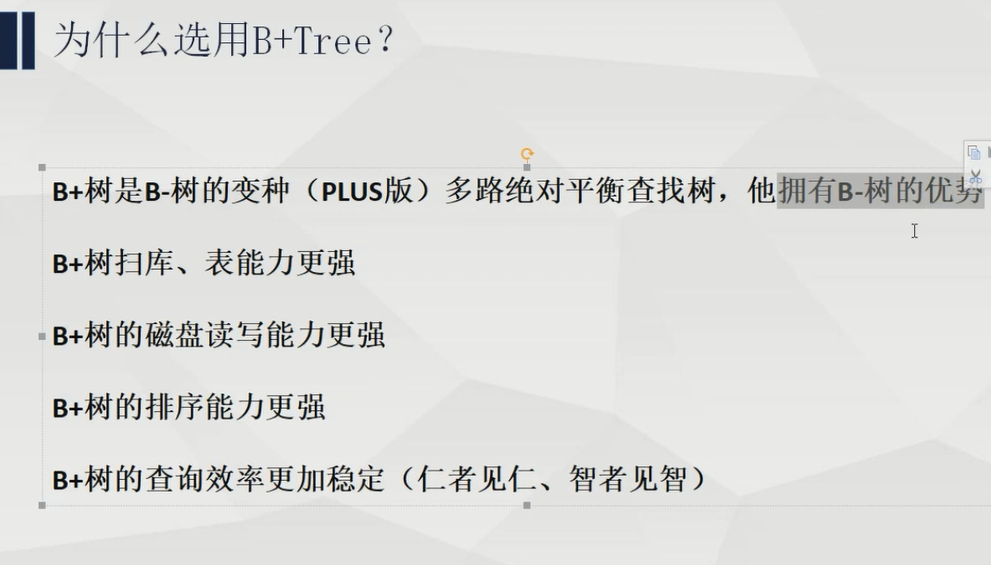 为什么选用B+Tree？
B+树是B-树的变种（PLUS版）多路绝对平衡查找树，他拥有B-树的优势
B+树扫库、表能力更强
B+树的磁盘读写能力更强
B+树的排序能力更强
B+树的查询效率更加稳定（仁者见仁、智者见智）